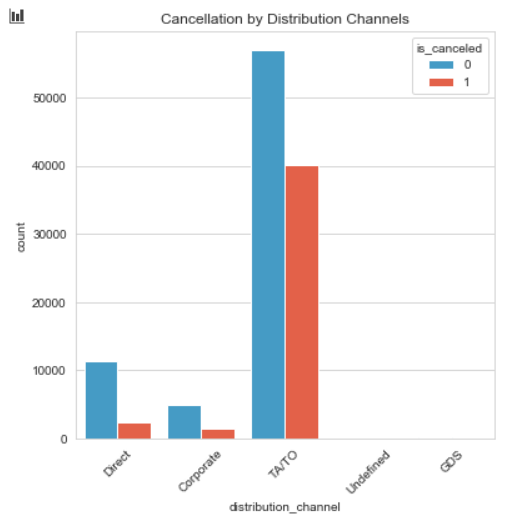 Cancellation by Distribution Channels
is_canceled
0
1
50000
40000
30000
20000
10000
0
count
Direct
Corporate
TA/TO
Undefined
GDS
distribution_channel